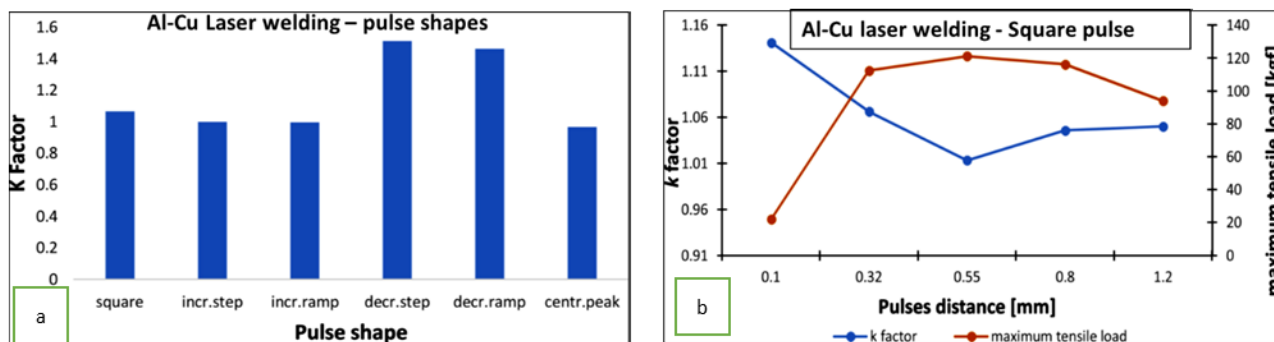 Al-Cu Laser welding – pulse shapes
K Factor
1.6
1.4
1.2
1
0.8
0.6
0.4
0.2
0
square incr.step incr.ramp decr.step decr.ramp centr.peak
Pulse shape
a
Al-Cu laser welding - Square pulse
k factor
1.16
1.11
1.06
1.01
0.96
0.91
140
120
100
80
60
40
20
0
maximum tensile load [kgf]
0.1 0.32 0.55 0.8 1.2
Pulses distance [mm]
k factor maximum tensile load
b